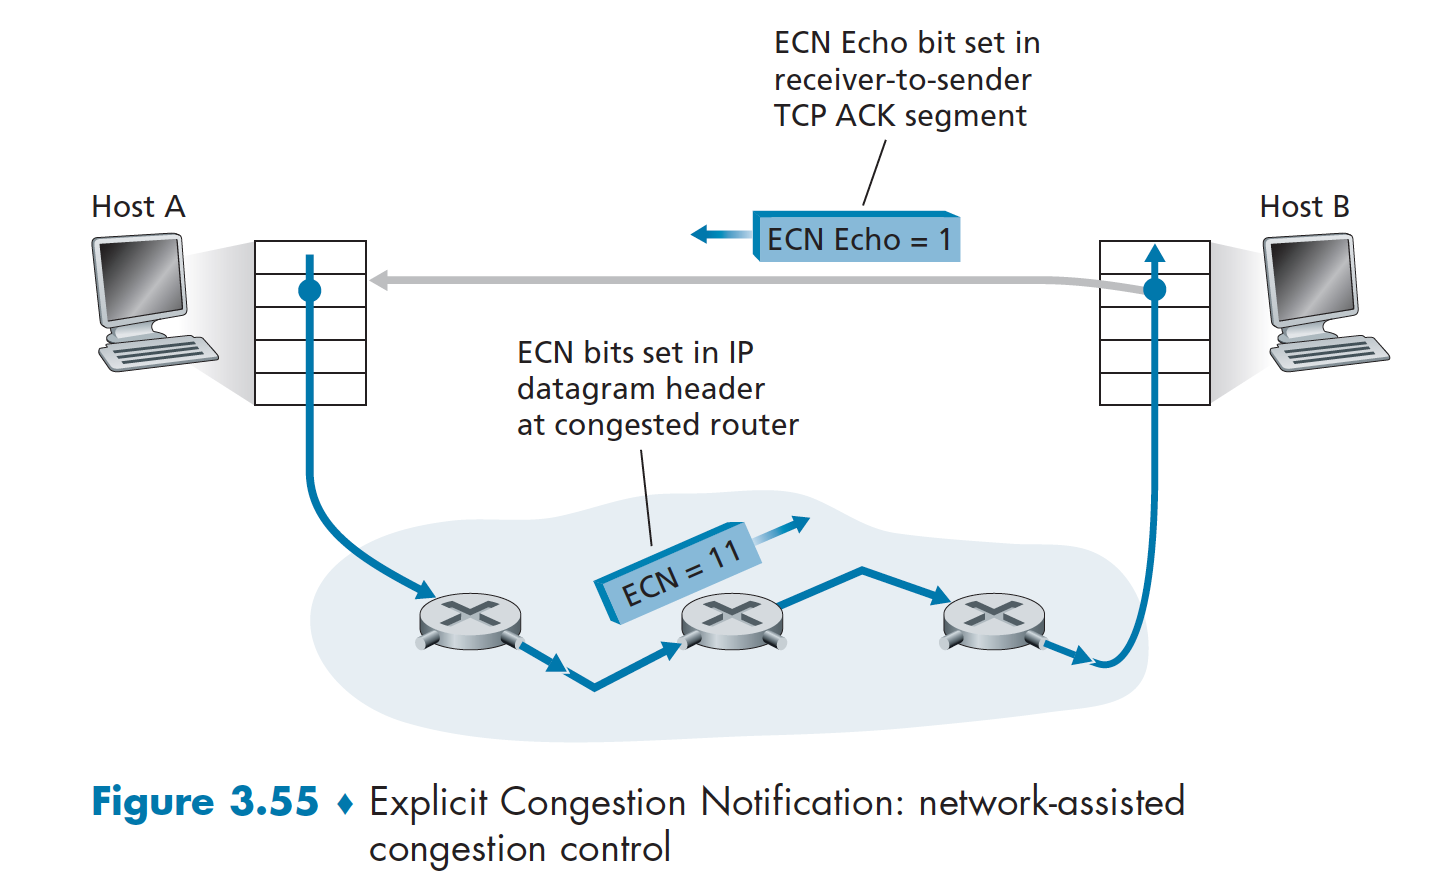 ECN Echo bit set in
receiver-to-sender
TCP ACK segment
Host A
Host B
ECN Echo = 1
ECN bits set in IP
datagram header
at congested router
ECN = 11
Figure 3.55 ♦ Explicit Congestion Notification: network-assisted
congestion control